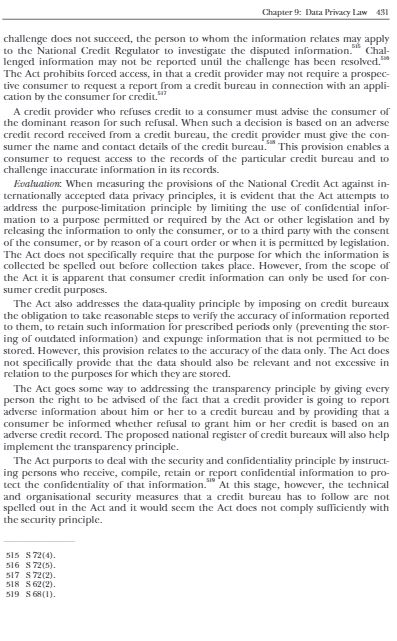 Chapter 9: Data Privacy Law 431
challenge does not succeed, the person to whom the information relates may apply
to the National Credit Regulator to investigate the disputed information.515 Chal-
lenged information may not be reported until the challenge has been resolved.516
The Act prohibits forced access, in that a credit provider may not require a prospec-
tive consumer to request a report from a credit bureau in connection with an appli-
cation by the consumer for credit.517
A credit provider who refuses credit to a consumer must advise the consumer of
the dominant reason for such refusal. When such a decision is based on an adverse
credit record received from a credit bureau, the credit provider must give the con-
sumer the name and contact details of the credit bureau.518 This provision enables a
consumer to request access to the records of the particular credit bureau and to
challenge inaccurate information in its records.
Evaluation: When measuring the provisions of the National Credit Act against in-
ternationally accepted data privacy principles, it is evident that the Act attempts to
address the purpose-limitation principle by limiting the use of confidential infor-
mation to a purpose permitted or required by the Act or other legislation and by
releasing the information to only the consumer, or to a third party with the consent
of the consumer, or by reason of a court order or when it is permitted by legislation.
The Act does not specifically require that the purpose for which the information is
collected be spelled out before collection takes place. However, from the scope of
the Act it is apparent that consumer credit information can only be used for con-
sumer credit purposes.
The Act also addresses the data-quality principle by imposing on credit bureaux
the obligation to take reasonable steps to verify the accuracy of information reported
to them, to retain such information for prescribed periods only (preventing the stor-
ing of outdated information) and expunge information that is not permitted to be
stored. However, this provision relates to the accuracy of the data only. The Act does
not specifically provide that the data should also be relevant and not excessive in
relation to the purposes for which they are stored.
The Act goes some way to addressing the transparency principle by giving every
person the right to be advised of the fact that a credit provider is going to report
adverse information about him or her to a credit bureau and by providing that a
consumer be informed whether refusal to grant him or her credit is based on an
adverse credit record. The proposed national register of credit bureaux will also help
implement the transparency principle.
The Act purports to deal with the security and confidentiality principle by instruct-
ing persons who receive, compile, retain or report confidential information to pro-
tect the confidentiality of that information.519 At this stage, however, the technical
and organisational security measures that a credit bureau has to follow are not
spelled out in the Act and it would seem the Act does not comply sufficiently with
the security principle.
515 S 72(4).
516 S 72(5).
517 S 72(2).
518 S 62(2).
519 S 68(1).